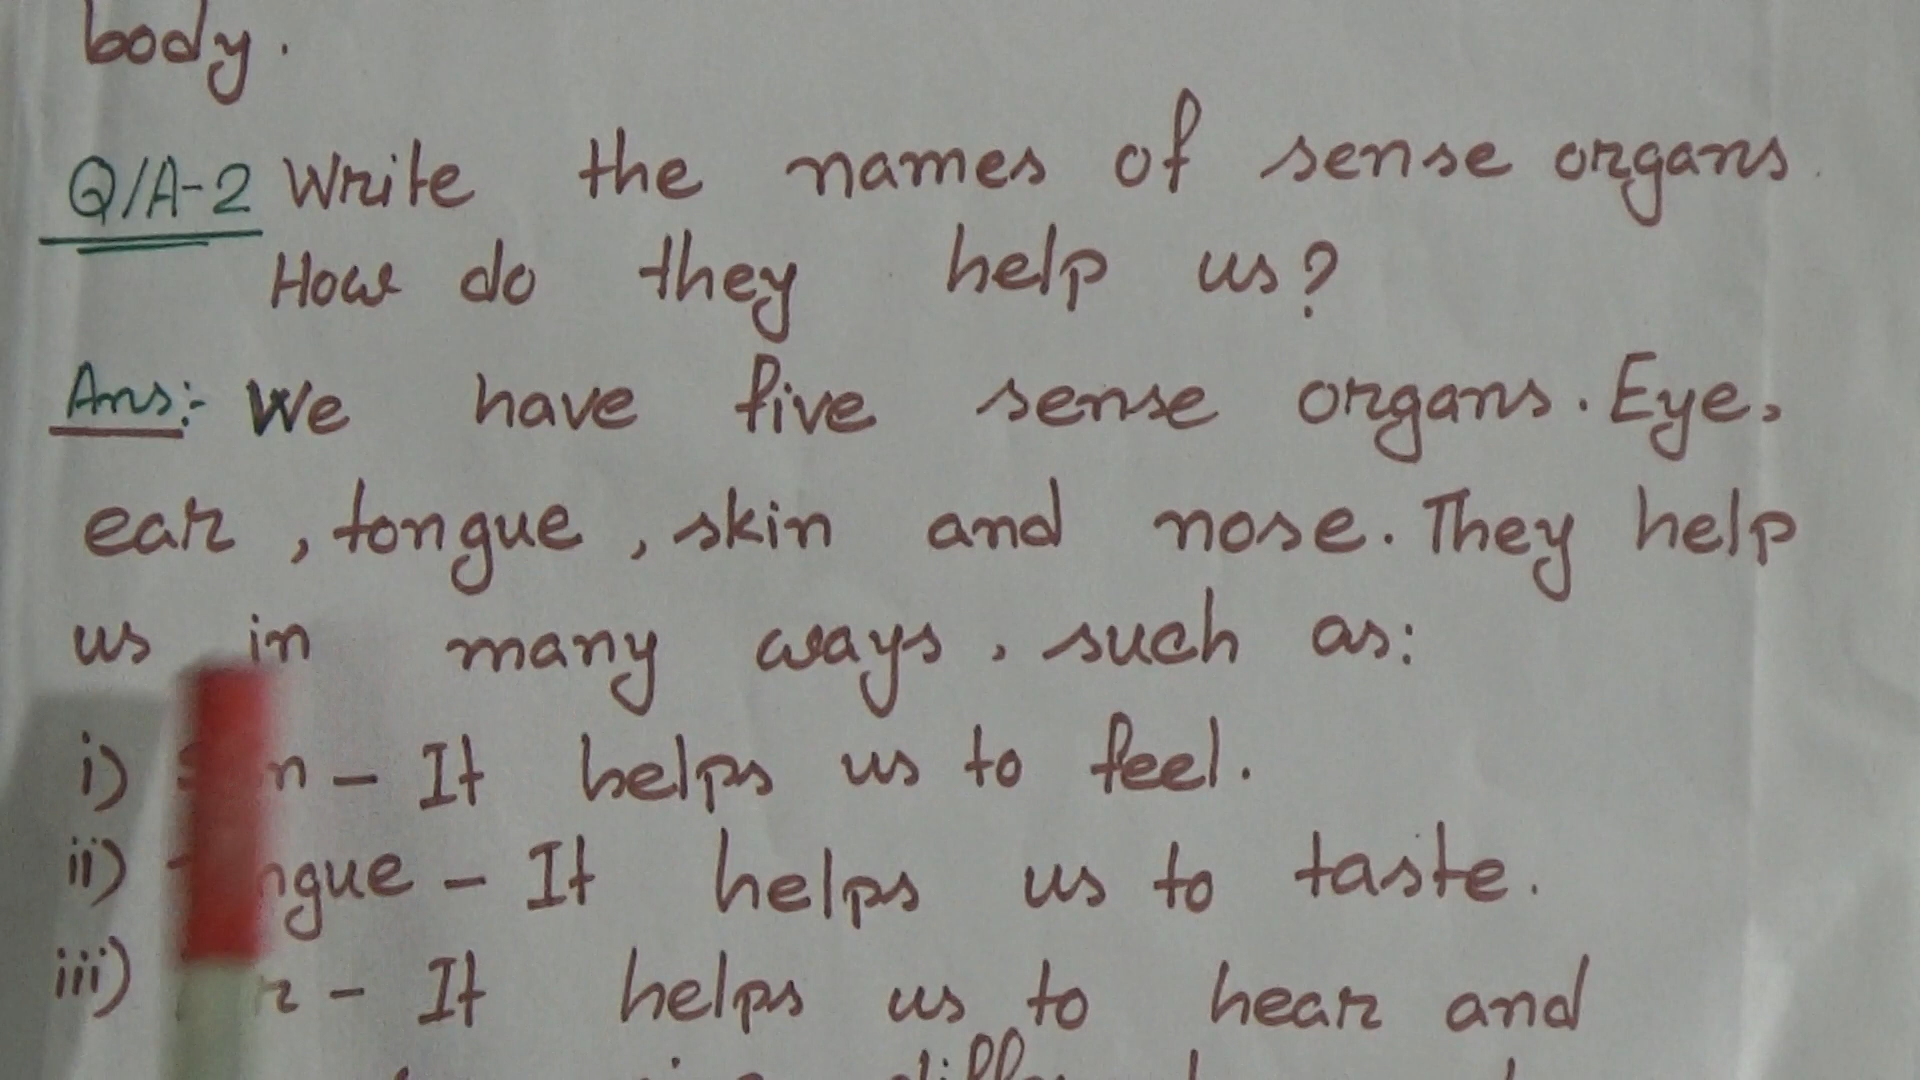 body.
Q/A-2 Write the names of sense organs.
How do they help us?
Ans:- We have five sense organs. Eye,
ear, tongue, skin and nose. They help
us in many ways, such as:
i) - It helps us to feel.
ii) - It helps us to taste.
iii) - It helps us to hear and